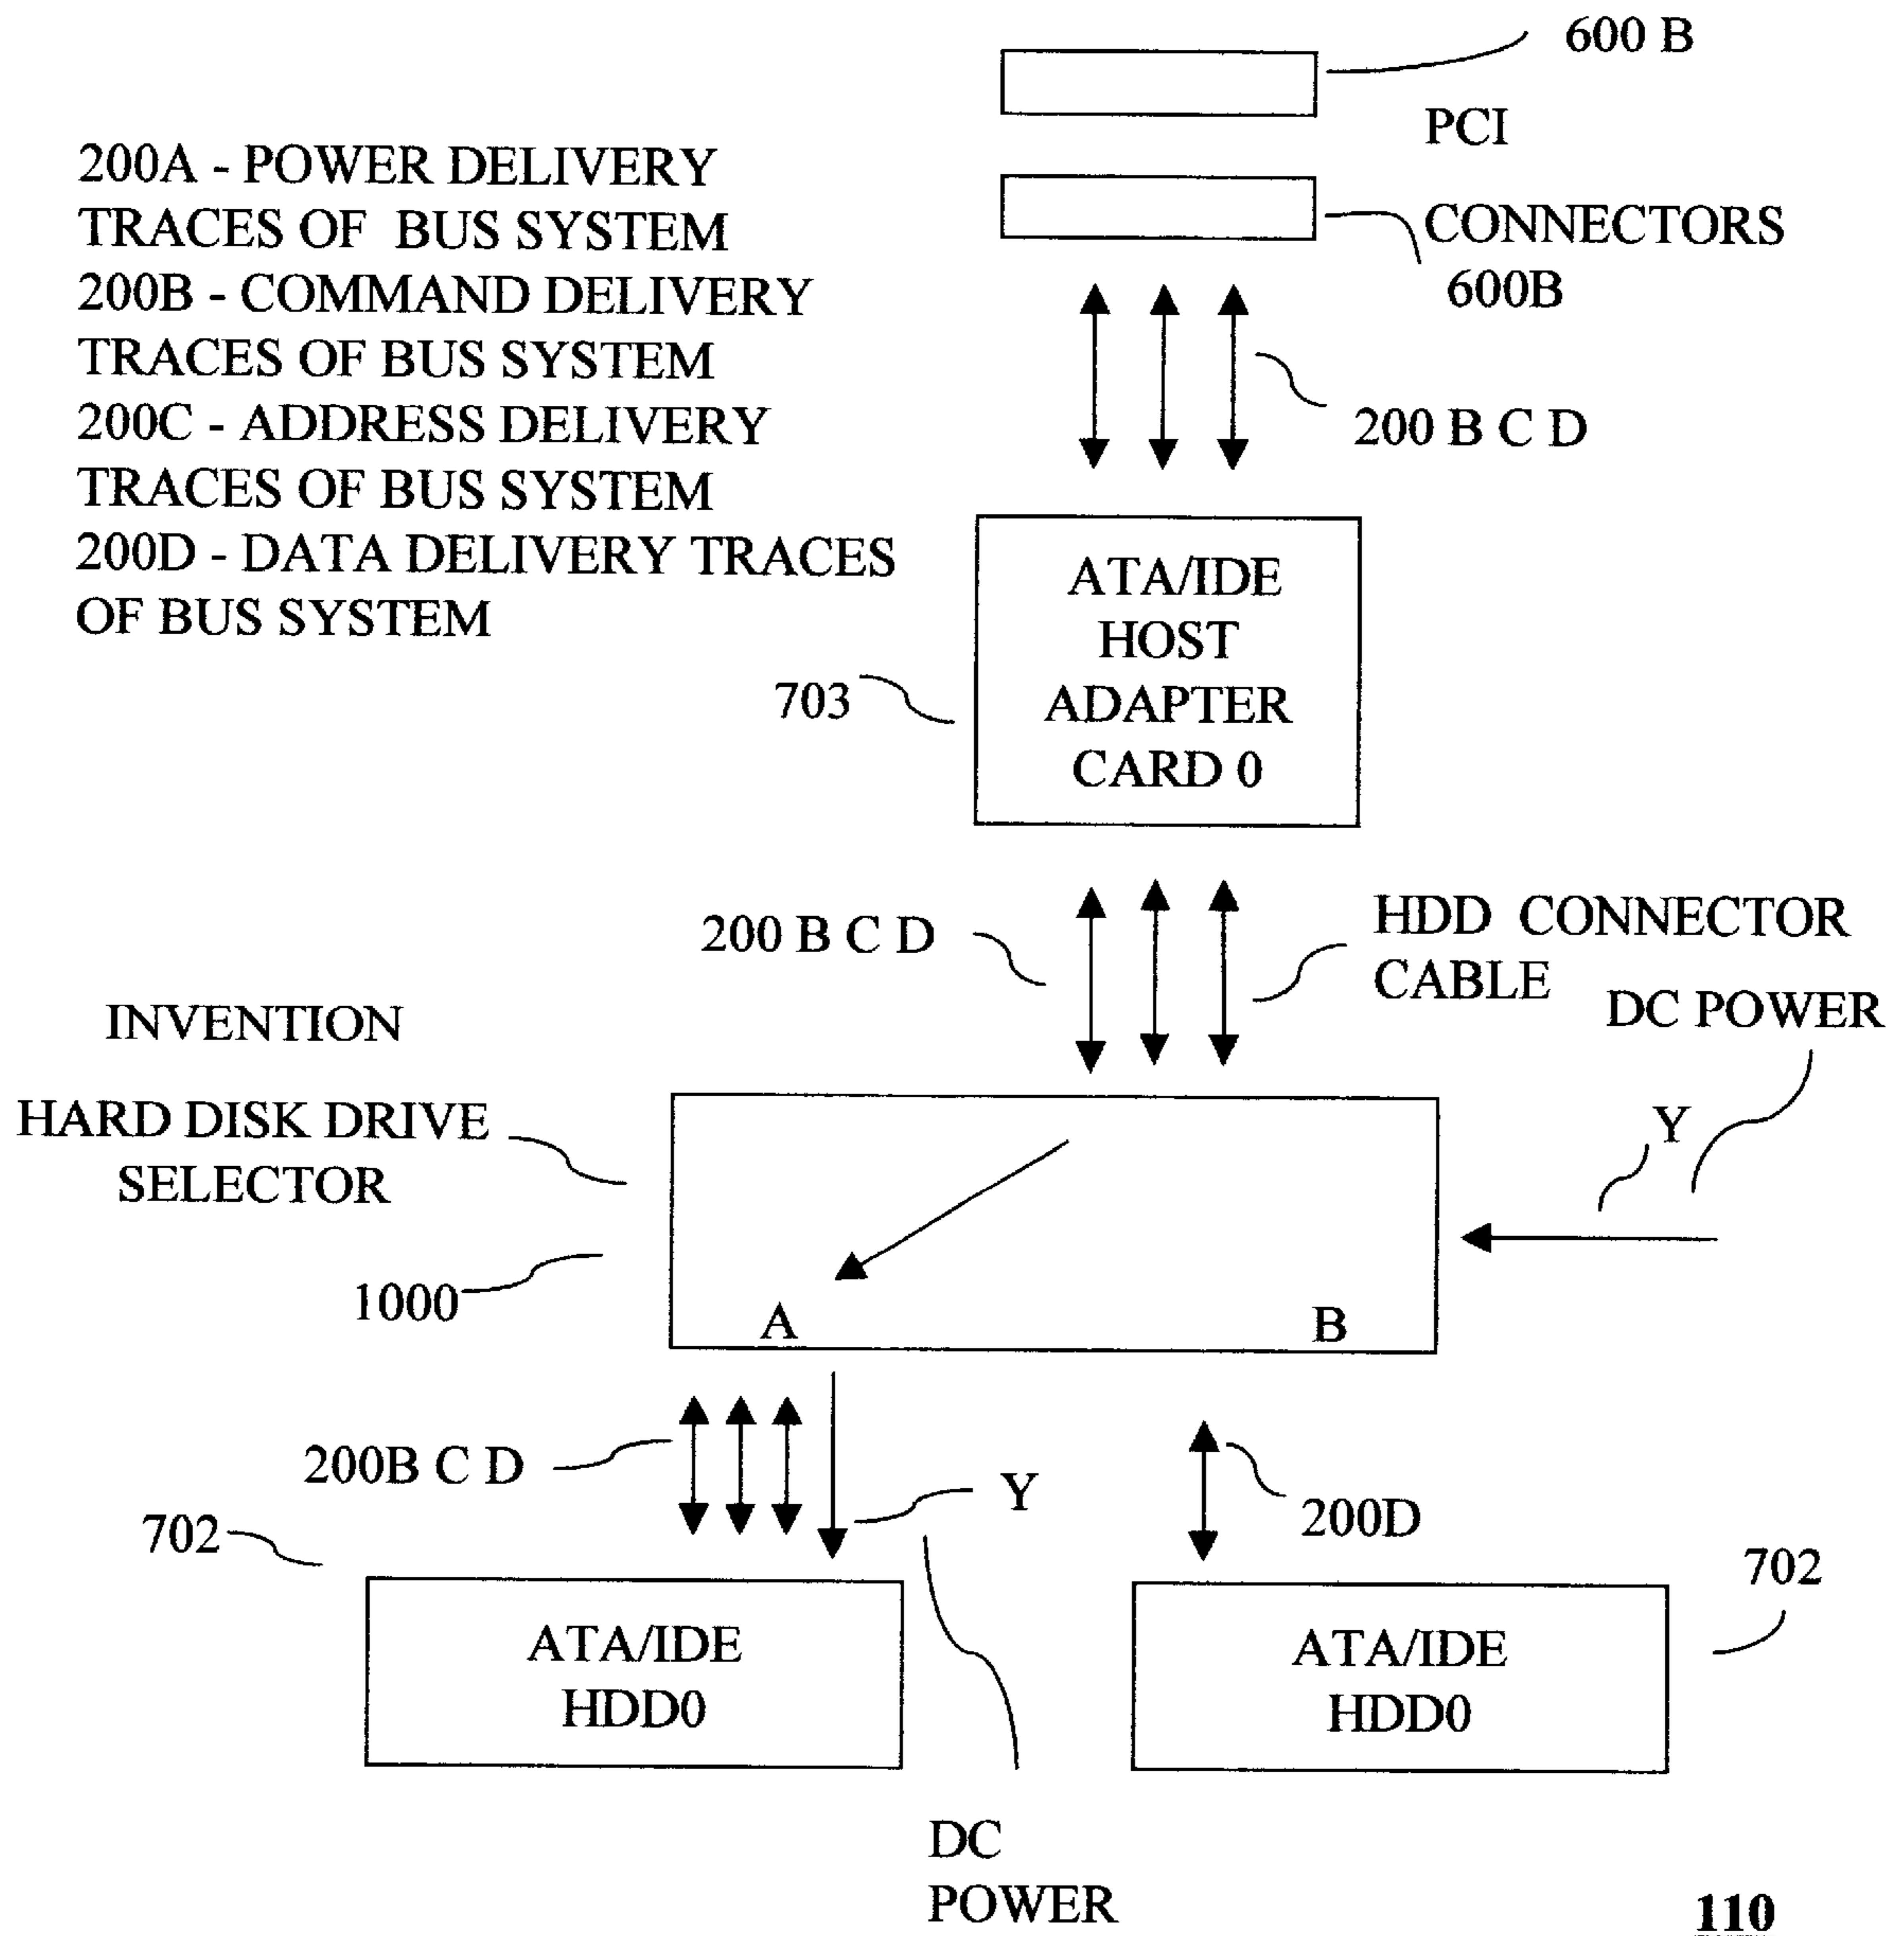 600 B
PCI
200A - POWER DELIVERY
TRACES OF BUS SYSTEM
200B - COMMAND DELIVERY
TRACES OF BUS SYSTEM
200C - ADDRESS DELIVERY
TRACES OF BUS SYSTEM
200D - DATA DELIVERY TRACES
OF BUS SYSTEM
CONNECTORS
600B
200 B C D
ATA/IDE
HOST
ADAPTER
CARD 0
703
200 B C D
HDD CONNECTOR
CABLE
DC POWER
INVENTION
HARD DISK DRIVE
SELECTOR
Y
1000
A
B
200B C D
Y
200D
702
702
ATA/IDE
HDD0
ATA/IDE
HDD0
DC
POWER
110